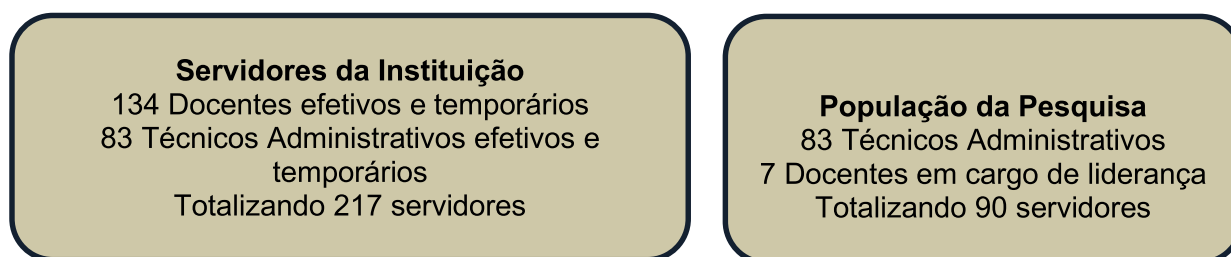 Servidores da Instituição
134 Docentes efetivos e temporários
83 Técnicos Administrativos efetivos e
temporários
Totalizando 217 servidores
População da Pesquisa
83 Técnicos Administrativos
7 Docentes em cargo de liderança
Totalizando 90 servidores